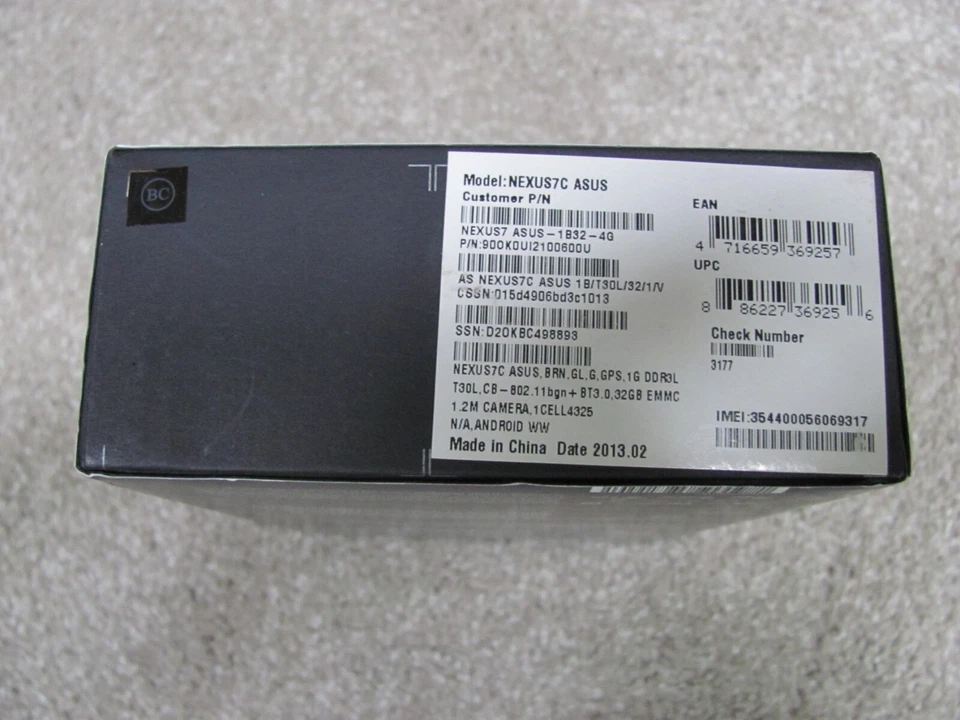 BC
Model:NEXUS7C ASUS
Customer P/N
NEXUS7 ASUS-1B32-4G
P/N:90OK0UI2100600U
AS NEXUS7C ASUS 1B/T30L/32/1/V
CSSN:015d4906bd3c1013
SSN:D2OKBC498893
NEXUS7C ASUS,BRN,GL,G,GPS,1G DDR3L
T30L,CB-802.11bgn+BT3.0,32GB EMMC
1.2M CAMERA,1CELL4325
N/A,ANDROID WW
Made in China Date 2013.02
EAN
4 716659 369257
UPC
8 86227 36925 6
Check Number
3177
IMEI:354400056069317